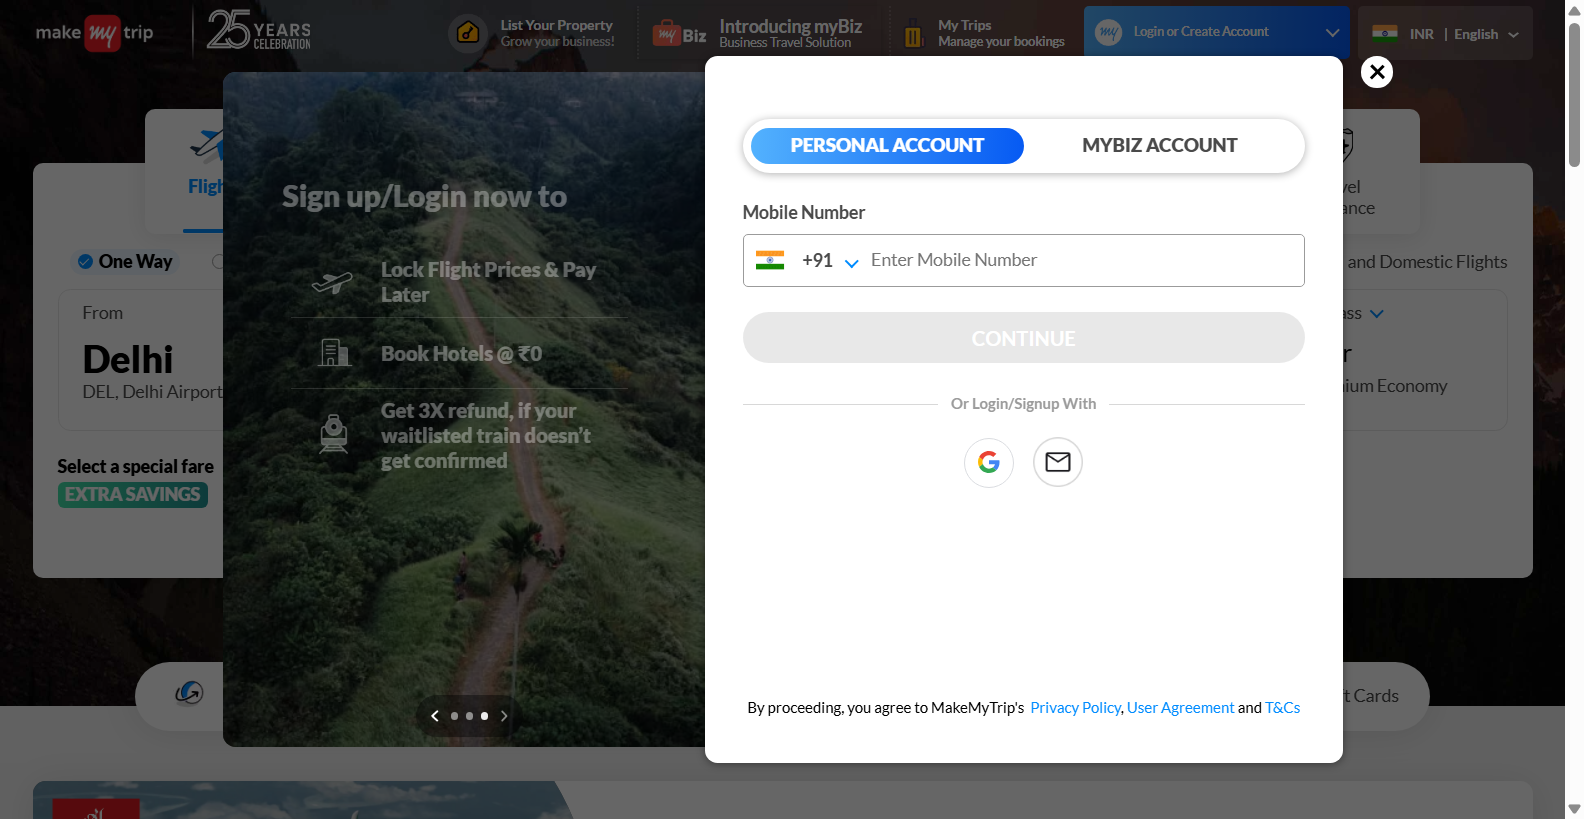 make my trip
25 YEARS
CELEBRATION
List Your Property
Grow your business!
my Biz
Introducing myBiz
Business Travel Solution
My Trips
Manage your bookings
my
Login or Create Account
INR | English
One Way
From
Delhi
DEL, Delhi Airport
Select a special fare
EXTRA SAVINGS
Sign up/Login now to
Lock Flight Prices & Pay
Later
Book Hotels @ ₹0
Get 3X refund, if your
waitlisted train doesn't
get confirmed
PERSONAL ACCOUNT
MYBIZ ACCOUNT
Mobile Number
+91
Enter Mobile Number
CONTINUE
Or Login/Signup With
By proceeding, you agree to MakeMyTrip's Privacy Policy, User Agreement and T&Cs
and Domestic Flights
Economy
Cards